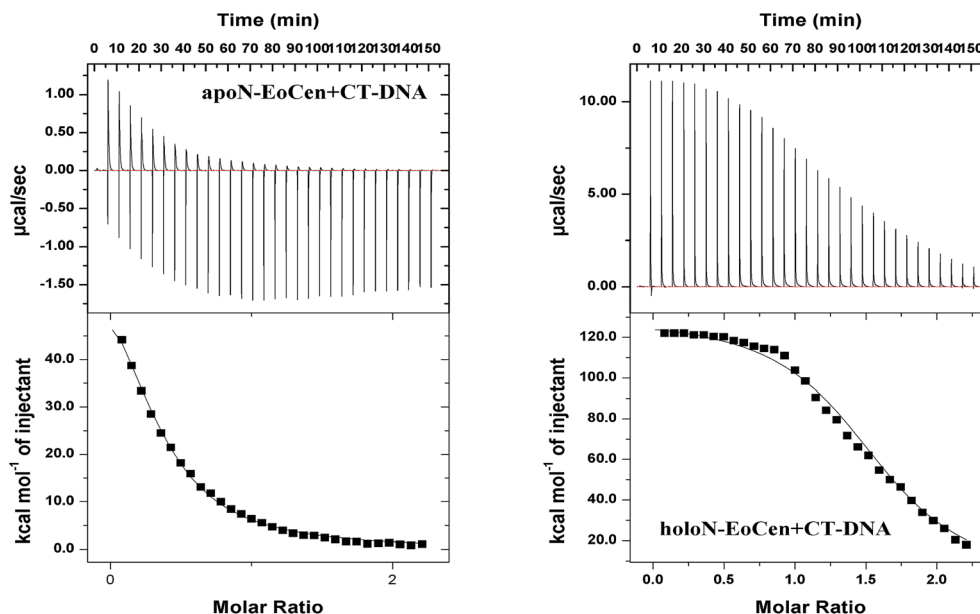 Time (min)
0 10 20 30 40 50 60 70 80 90 100 110 120 130 140 150
apoN-EoCen+CT-DNA
1.00
0.50
0.00
-0.50
-1.00
-1.50
µcal/sec
40.0
30.0
20.0
10.0
0.0
kcal mol⁻¹ of injectant
0 2
Molar Ratio
Time (min)
0 10 20 30 40 50 60 70 80 90 100 110 120 130 140 150
10.00
5.00
0.00
µcal/sec
120.0
100.0
80.0
60.0
40.0
20.0
kcal mol⁻¹ of injectant
holoN-EoCen+CT-DNA
0.0 0.5 1.0 1.5 2.0
Molar Ratio